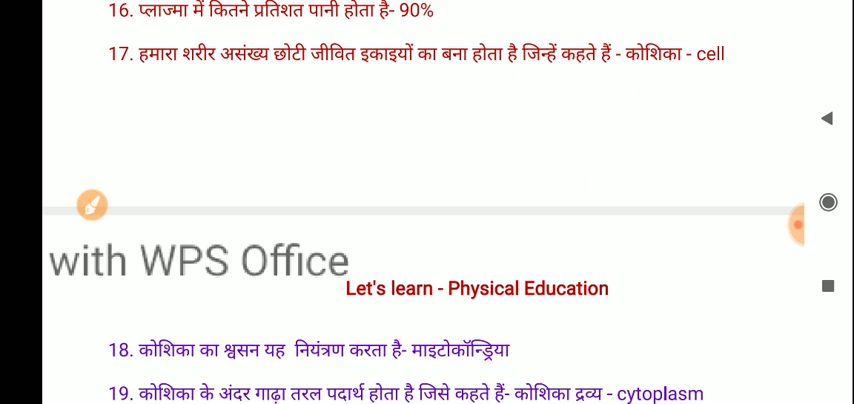 16. प्लाज्मा में कितने प्रतिशत पानी होता है- 90%
17. हमारा शरीर असंख्य छोटी जीवित इकाइयों का बना होता है जिन्हें कहते हैं - कोशिका - cell
with WPS Office
Let's learn - Physical Education
18. कोशिका का श्वसन यह नियंत्रण करता है- माइटोकॉन्ड्रिया
19. कोशिका के अंदर गाढ़ा तरल पदार्थ होता है जिसे कहते हैं- कोशिका द्रव्य - cytoplasm